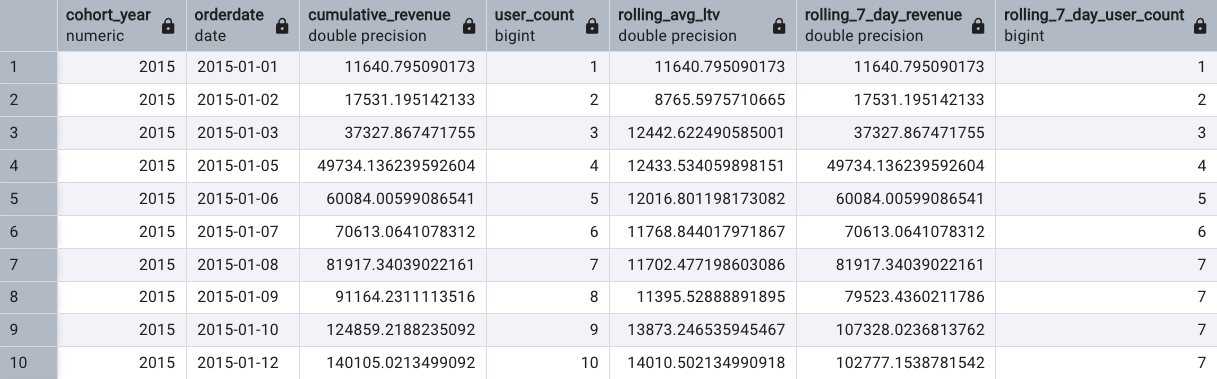 cohort_year orderdate cumulative_revenue user_count rolling_avg_ltv rolling_7_day_revenue rolling_7_day_user_count
numeric date double precision bigint double precision double precision bigint
1 2015 2015-01-01 11640.795090173 1 11640.795090173 11640.795090173 1
2 2015 2015-01-02 17531.195142133 2 8765.5975710665 17531.195142133 2
3 2015 2015-01-03 37327.867471755 3 12442.622490585001 37327.867471755 3
4 2015 2015-01-05 49734.136239592604 4 12433.534059898151 49734.136239592604 4
5 2015 2015-01-06 60084.00599086541 5 12016.801198173082 60084.00599086541 5
6 2015 2015-01-07 70613.0641078312 6 11768.844017971867 70613.0641078312 6
7 2015 2015-01-08 81917.34039022161 7 11702.477198603086 81917.34039022161 7
8 2015 2015-01-09 91164.2311113516 8 11395.52888891895 79523.4360211786 7
9 2015 2015-01-10 124859.2188235092 9 13873.246535945467 107328.0236813762 7
10 2015 2015-01-12 140105.0213499092 10 14010.502134990918 102777.1538781542 7